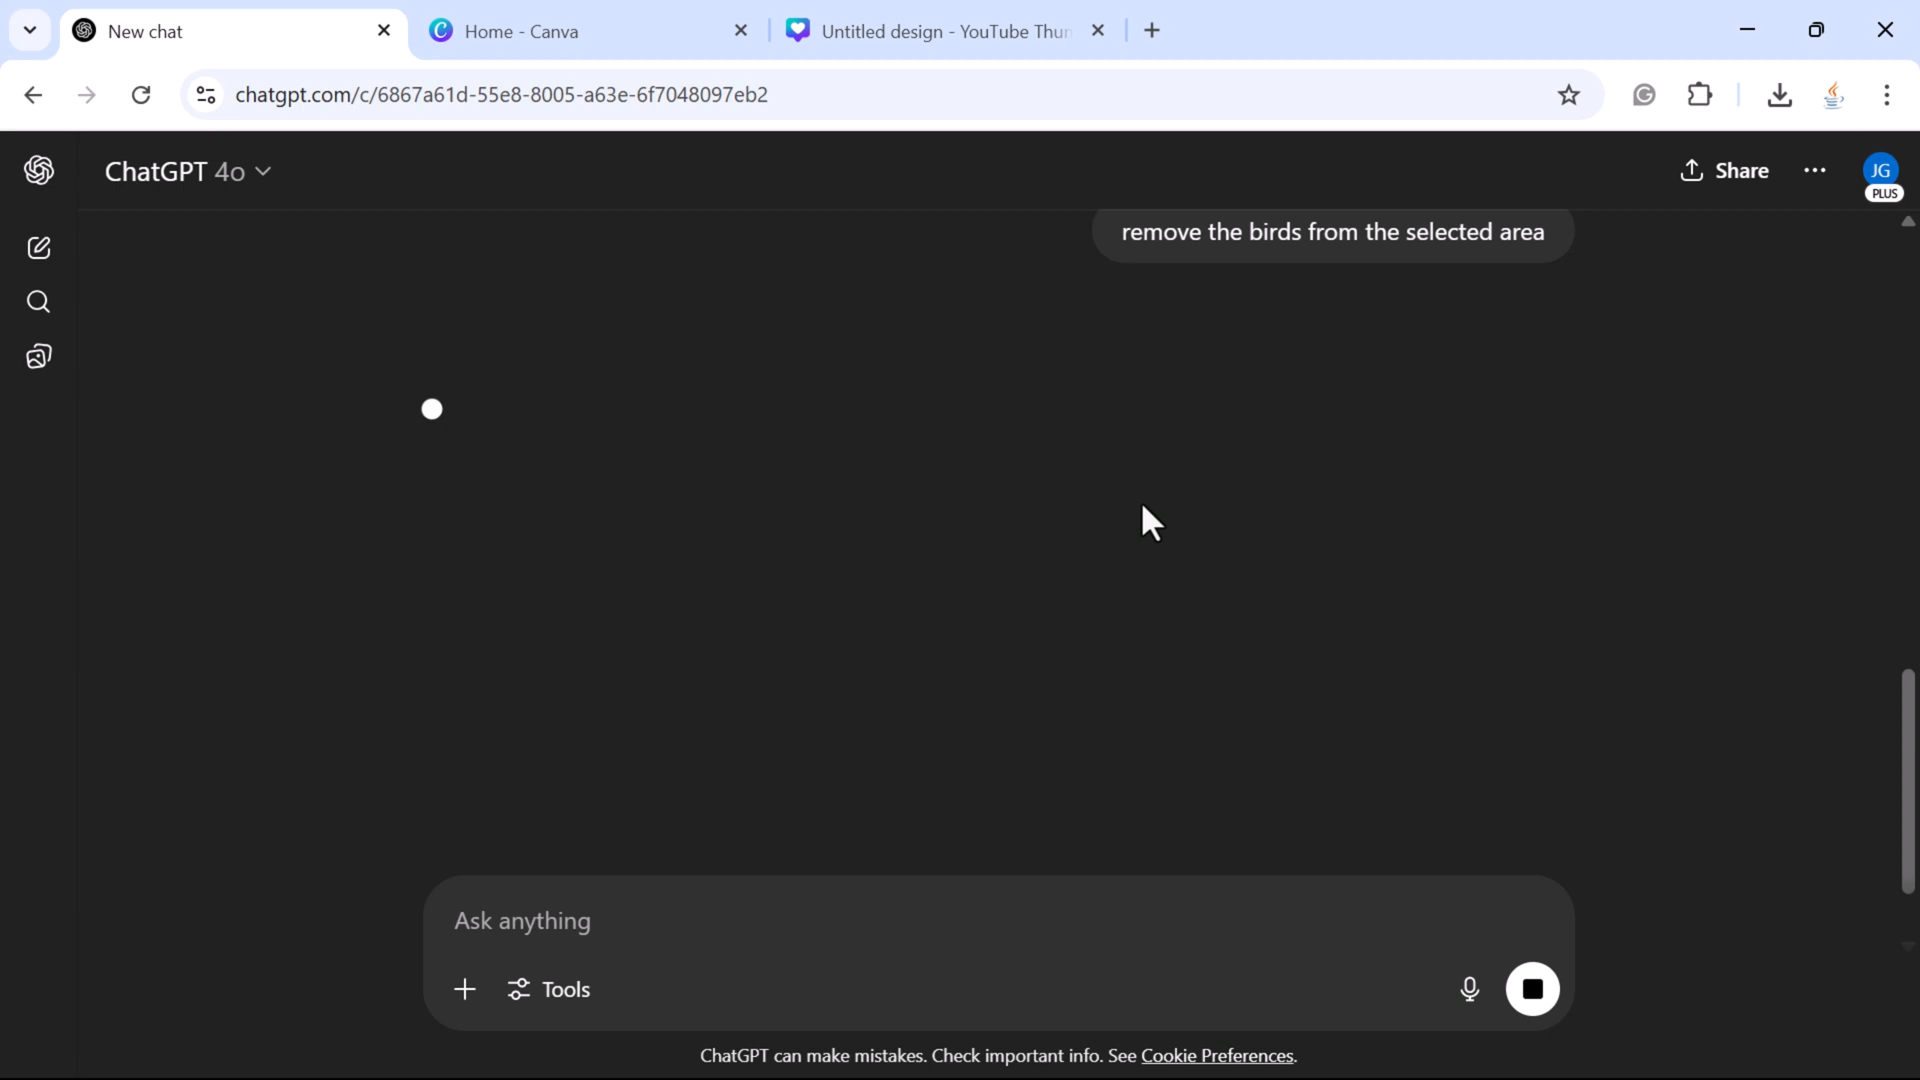 New chat
Home - Canva
Untitled design - YouTube Thun
chatgpt.com/c/6867a61d-55e8-8005-a63e-6f7048097eb2
ChatGPT 4o
Share
JG
PLUS
remove the birds from the selected area
Ask anything
Tools
ChatGPT can make mistakes. Check important info. See Cookie Preferences.